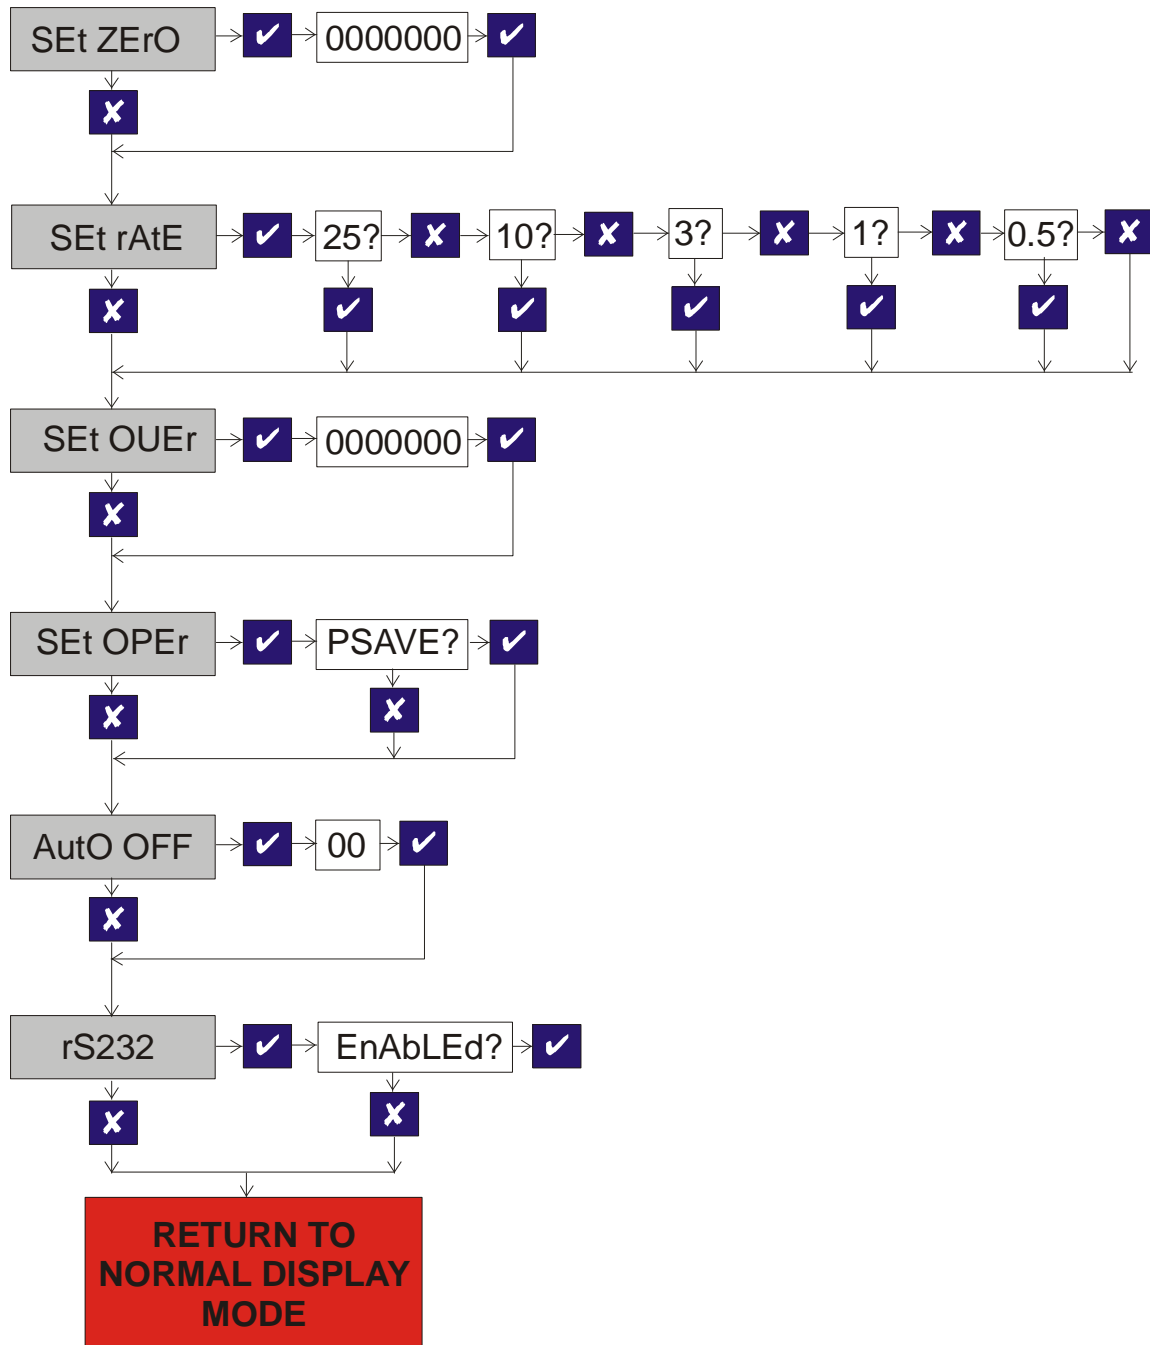 SEt ZErO ✔ 0000000 ✔
✘
SEt rAtE ✔ 25? ✘ 10? ✘ 3? ✘ 1? ✘ 0.5? ✘
✘ ✔ ✔ ✔ ✔ ✔
SEt OUEr ✔ 0000000 ✔
✘
SEt OPEr ✔ PSAVE? ✔
✘ ✘
AutO OFF ✔ 00 ✔
✘
rS232 ✔ EnAbLEd? ✔
✘ ✘
RETURN TO
NORMAL DISPLAY
MODE